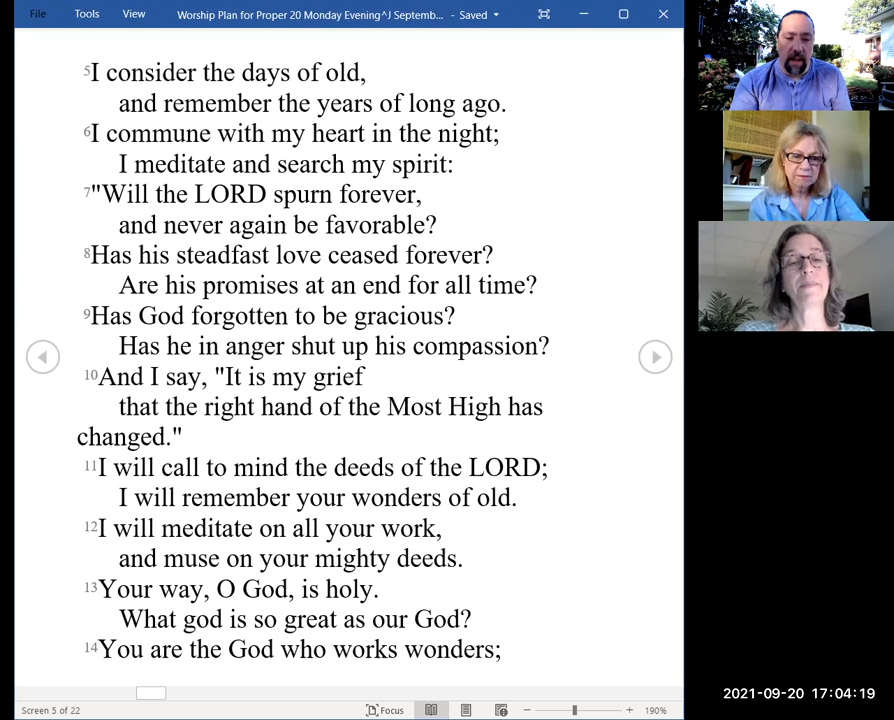 File Tools View Worship Plan for Proper 20 Monday Evening^J Septemb... - Saved
5I consider the days of old,
and remember the years of long ago.
6I commune with my heart in the night;
I meditate and search my spirit:
7"Will the LORD spurn forever,
and never again be favorable?
8Has his steadfast love ceased forever?
Are his promises at an end for all time?
9Has God forgotten to be gracious?
Has he in anger shut up his compassion?
10And I say, "It is my grief
that the right hand of the Most High has
changed."
11I will call to mind the deeds of the LORD;
I will remember your wonders of old.
12I will meditate on all your work,
and muse on your mighty deeds.
13Your way, O God, is holy.
What god is so great as our God?
14You are the God who works wonders;
Screen 5 of 22 Focus 190%
2021-09-20 17:04:19